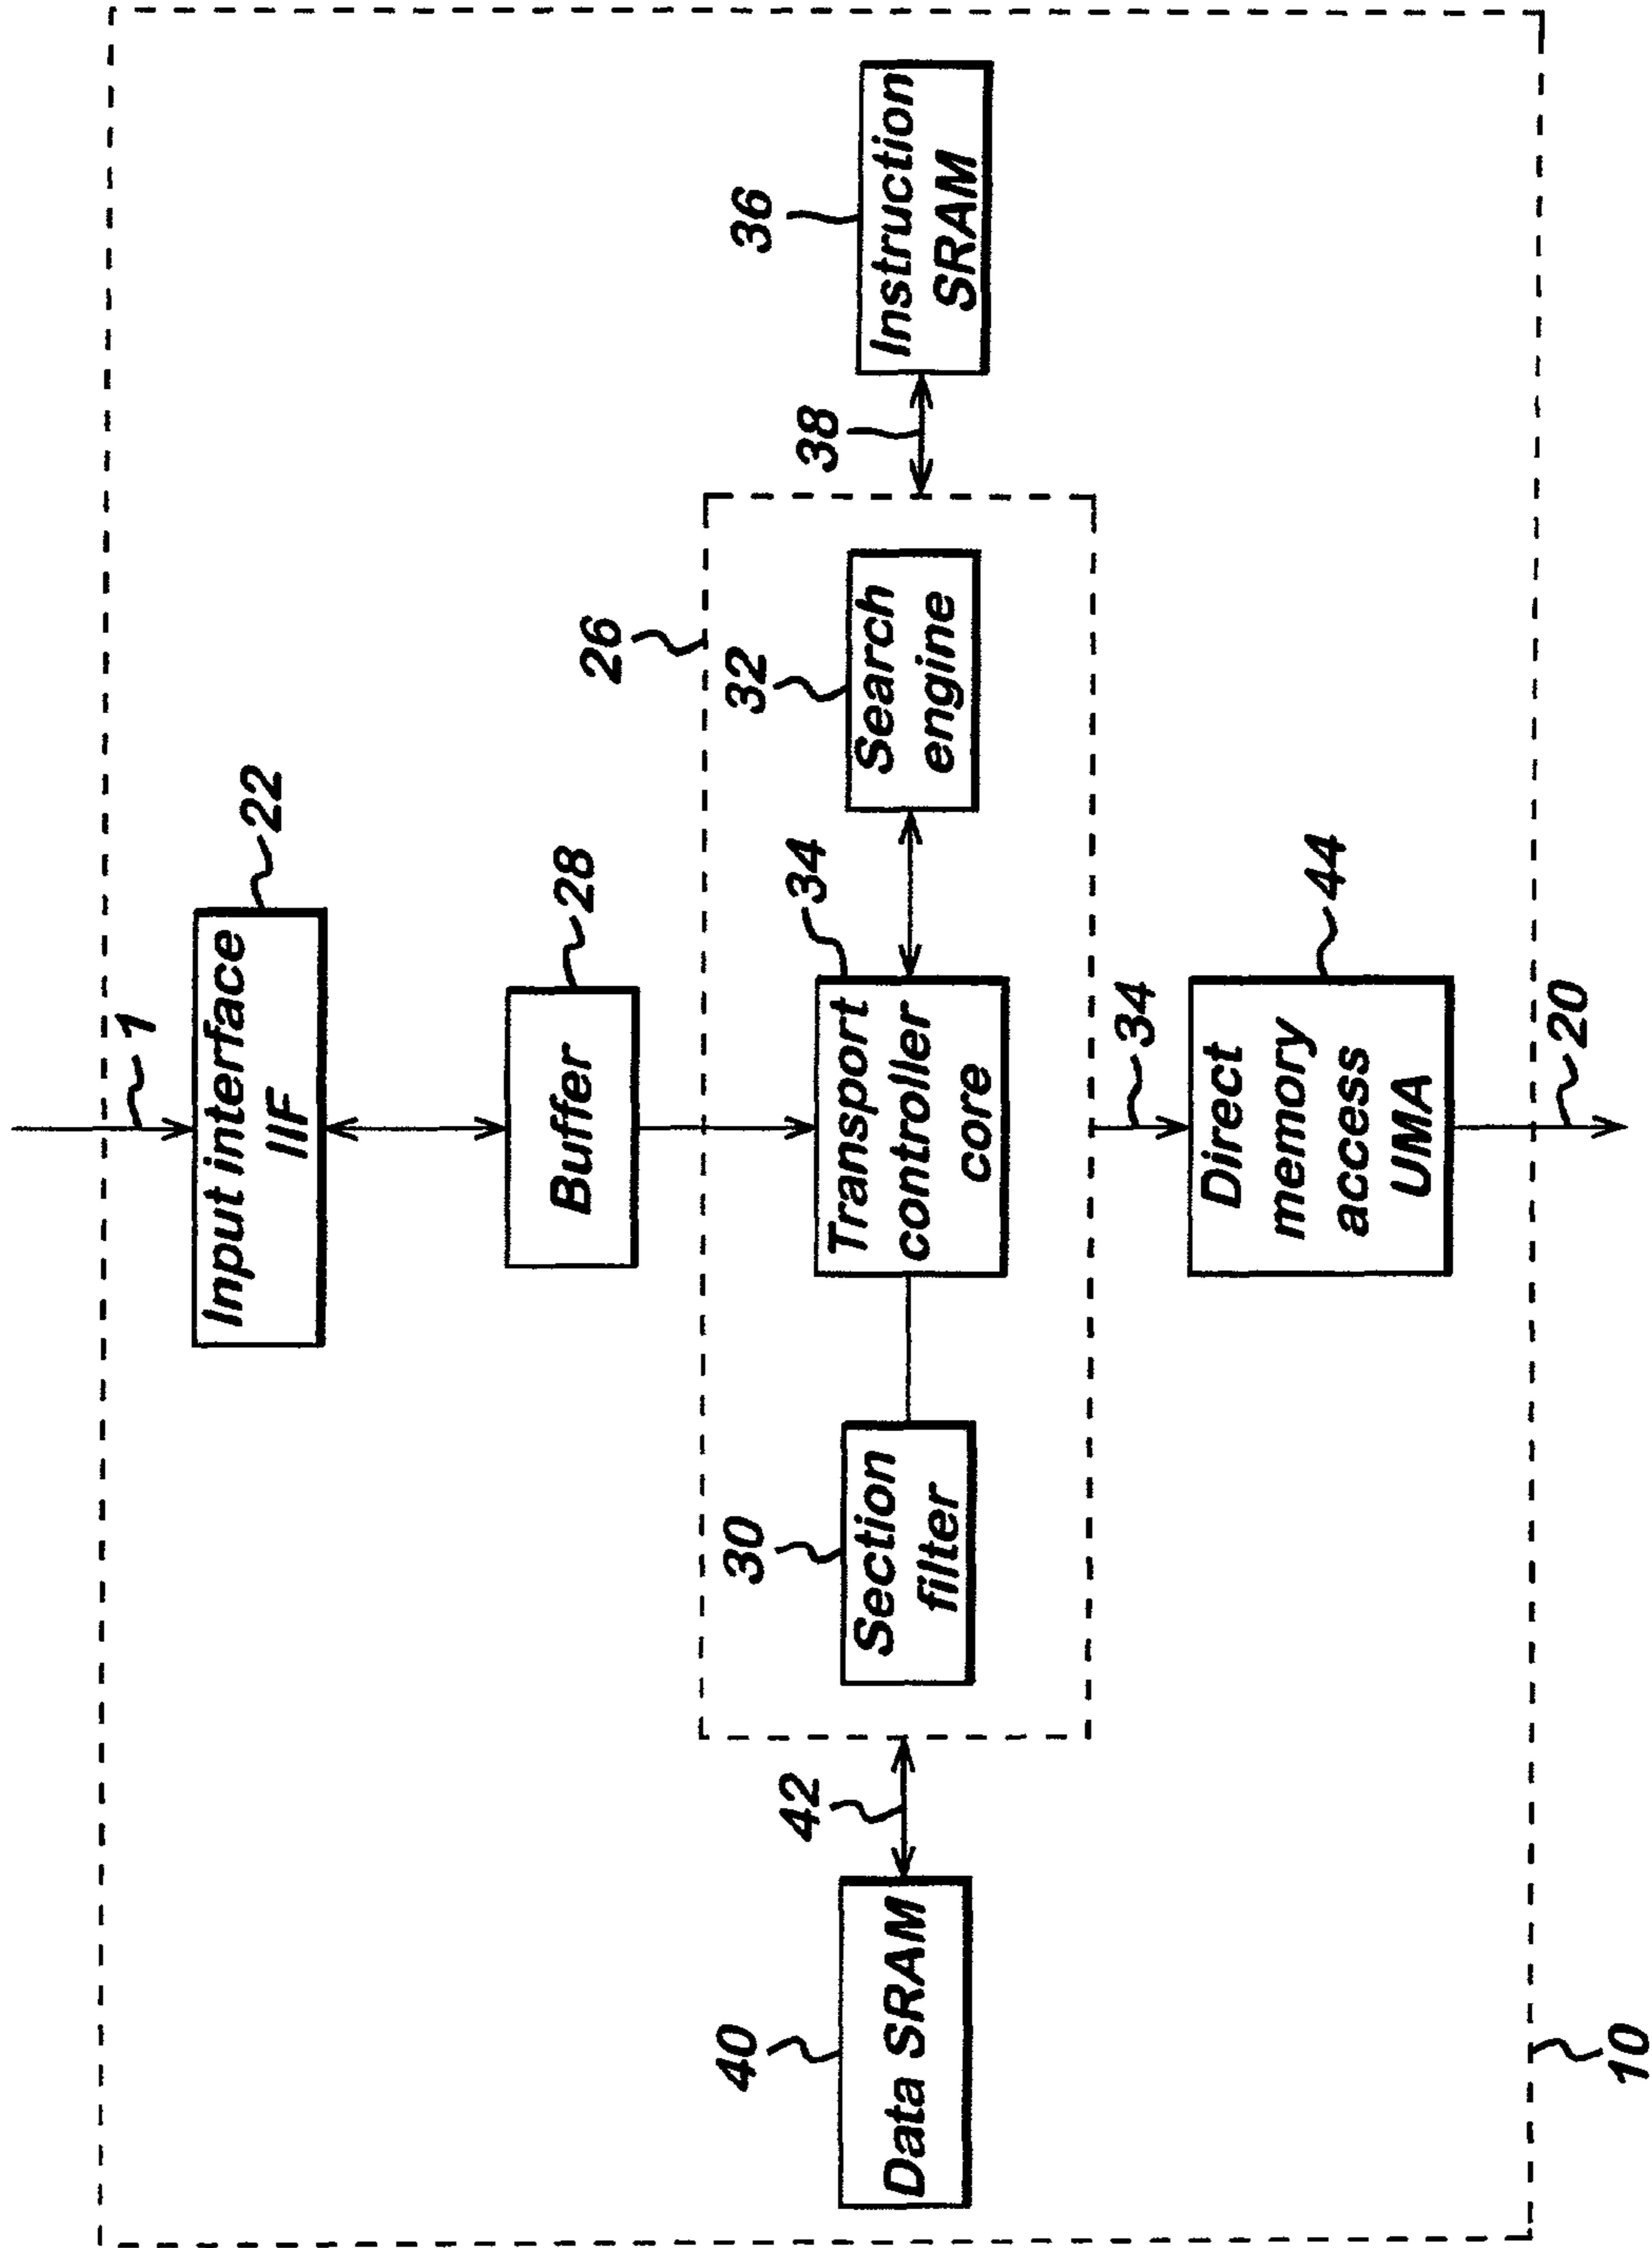 1
Input interface
IIF
22
Buffer
28
26
40
30
32
36
42
34
38
Data SRAM
Section
filter
Transport
controller
core
Search
engine
Instruction
SRAM
34
Direct
memory
access
UMA
44
20
10